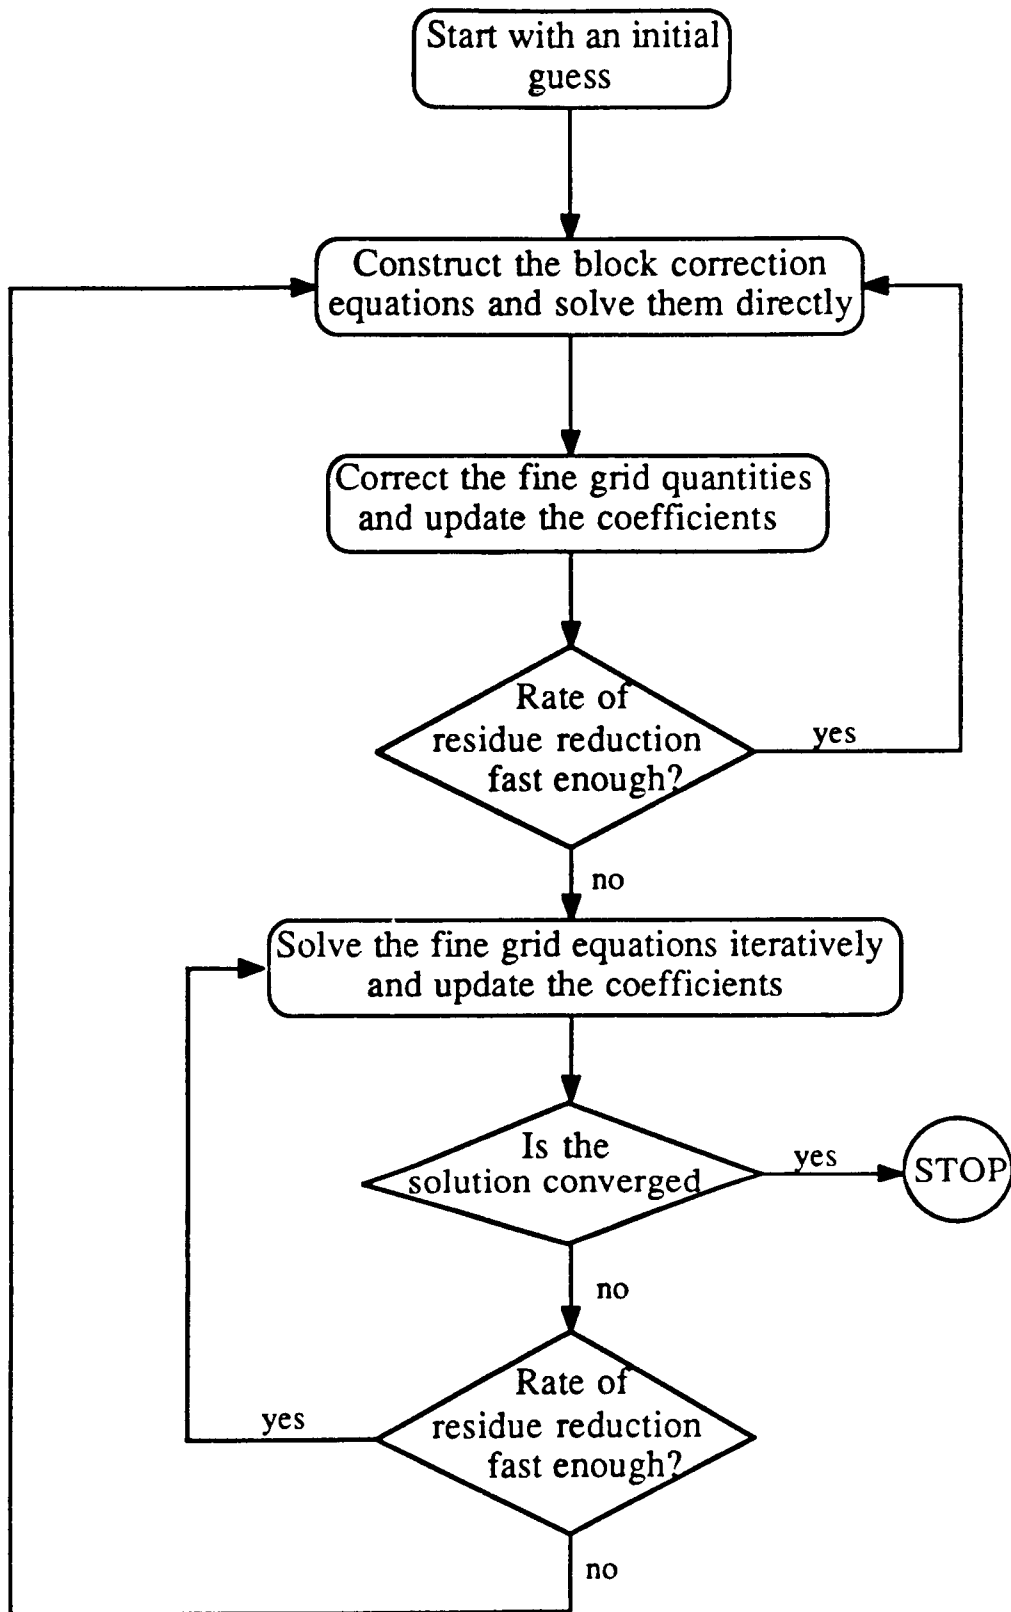 Start with an initial
guess
Construct the block correction
equations and solve them directly
Correct the fine grid quantities
and update the coefficients
Rate of
residue reduction
fast enough?
yes
no
Solve the fine grid equations iteratively
and update the coefficients
Is the
solution converged
yes
STOP
no
Rate of
residue reduction
fast enough?
yes
no